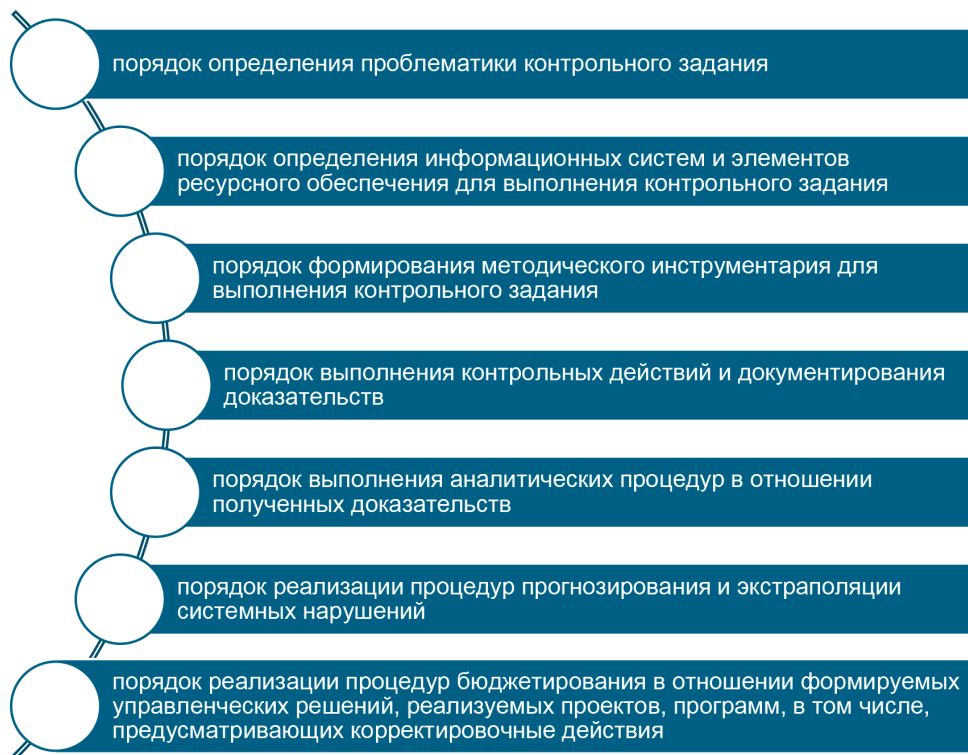 порядок определения проблематики контрольного задания
порядок определения информационных систем и элементов
ресурсного обеспечения для выполнения контрольного задания
порядок формирования методического инструментария для
выполнения контрольного задания
порядок выполнения контрольных действий и документирования
доказательств
порядок выполнения аналитических процедур в отношении
полученных доказательств
порядок реализации процедур прогнозирования и экстраполяции
системных нарушений
порядок реализации процедур бюджетирования в отношении формируемых
управленческих решений, реализуемых проектов, программ, в том числе,
предусматривающих корректировочные действия